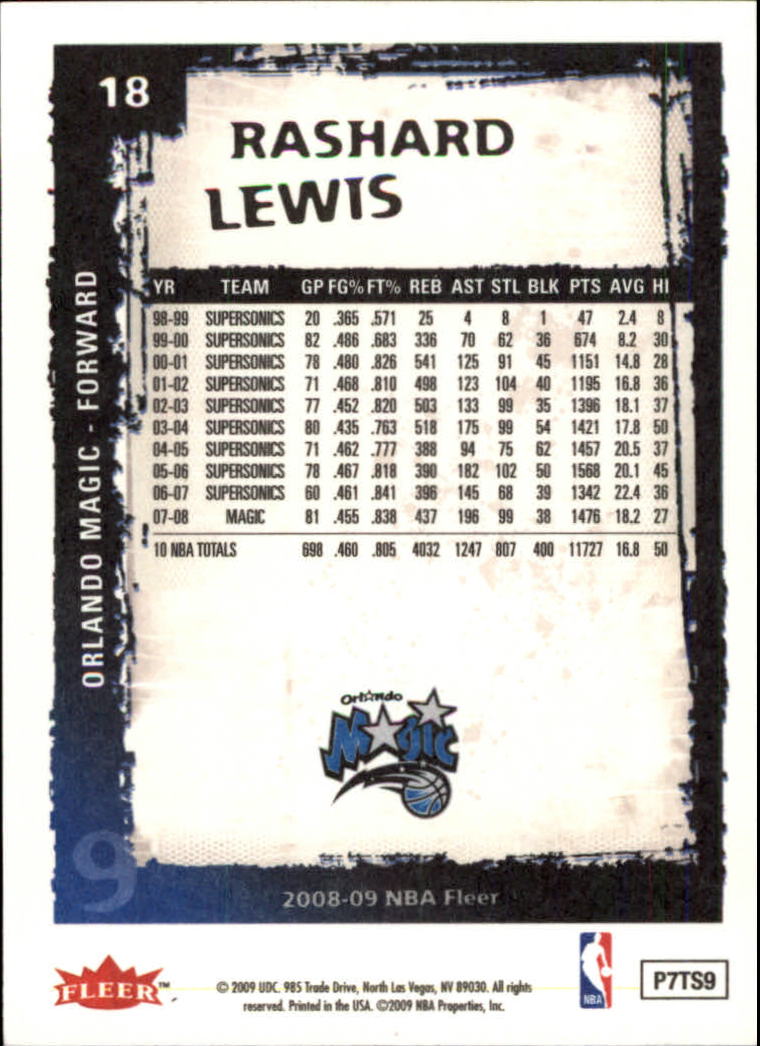 18
RASHARD
LEWIS
ORLANDO MAGIC - FORWARD
YR TEAM GP FG% FT% REB AST STL BLK PTS AVG HI
98-99 SUPERSONICS 20 .365 .571 25 4 8 1 47 2.4 8
99-00 SUPERSONICS 82 .486 .683 336 70 62 36 674 8.2 30
00-01 SUPERSONICS 78 .480 .826 541 125 91 45 1151 14.8 28
01-02 SUPERSONICS 71 .468 .810 498 123 104 40 1195 16.8 36
02-03 SUPERSONICS 77 .452 .820 503 133 99 35 1396 18.1 37
03-04 SUPERSONICS 80 .435 .763 518 175 99 54 1421 17.8 50
04-05 SUPERSONICS 71 .462 .777 388 94 75 62 1457 20.5 37
05-06 SUPERSONICS 78 .467 .818 390 182 102 50 1568 20.1 45
06-07 SUPERSONICS 60 .461 .841 396 145 68 39 1342 22.4 36
07-08 MAGIC 81 .455 .838 437 196 99 38 1476 18.2 27
10 NBA TOTALS 698 .460 .805 4032 1247 807 400 11727 16.8 50
Orlando
Magic
9
2008-09 NBA Fleer
FLEER™
© 2009 UDC. 985 Trade Drive, North Las Vegas, NV 89030. All rights
reserved. Printed in the USA. ©2009 NBA Properties, Inc.
NBA
P7TS9